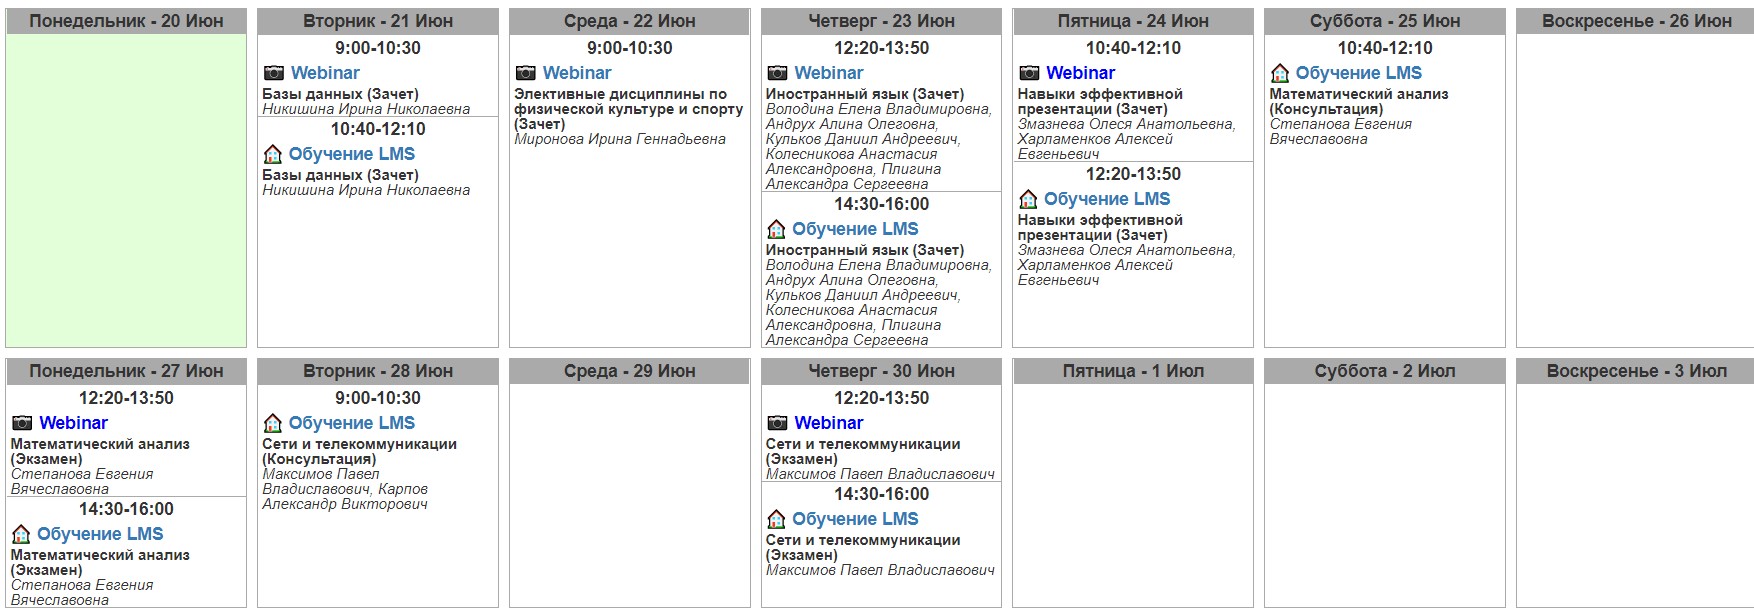 Понедельник - 20 Июн
Вторник - 21 Июн
9:00-10:30
Webinar
Базы данных (Зачет)
Никишина Ирина Николаевна
10:40-12:10
Обучение LMS
Базы данных (Зачет)
Никишина Ирина Николаевна
Среда - 22 Июн
9:00-10:30
Webinar
Элективные дисциплины по
физической культуре и спорту
(Зачет)
Миронова Ирина Геннадьевна
Четверг - 23 Июн
12:20-13:50
Webinar
Иностранный язык (Зачет)
Володина Елена Владимировна,
Андрух Алина Олеговна,
Кульков Даниил Андреевич,
Колесникова Анастасия
Александровна, Плигина
Александра Сергеевна
14:30-16:00
Обучение LMS
Иностранный язык (Зачет)
Володина Елена Владимировна,
Андрух Алина Олеговна,
Кульков Даниил Андреевич,
Колесникова Анастасия
Александровна, Плигина
Александра Сергеевна
Пятница - 24 Июн
10:40-12:10
Webinar
Навыки эффективной
презентации (Зачет)
Змазнева Олеся Анатольевна,
Харламенков Алексей
Евгеньевич
12:20-13:50
Обучение LMS
Навыки эффективной
презентации (Зачет)
Змазнева Олеся Анатольевна,
Харламенков Алексей
Евгеньевич
Суббота - 25 Июн
10:40-12:10
Обучение LMS
Математический анализ
(Консультация)
Степанова Евгения
Вячеславовна
Воскресенье - 26 Июн
Понедельник - 27 Июн
12:20-13:50
Webinar
Математический анализ
(Экзамен)
Степанова Евгения
Вячеславовна
14:30-16:00
Обучение LMS
Математический анализ
(Экзамен)
Степанова Евгения
Вячеславовна
Вторник - 28 Июн
9:00-10:30
Обучение LMS
Сети и телекоммуникации
(Консультация)
Максимов Павел
Владиславович, Карпов
Александр Викторович
Среда - 29 Июн
Четверг - 30 Июн
12:20-13:50
Webinar
Сети и телекоммуникации
(Экзамен)
Максимов Павел Владиславович
14:30-16:00
Обучение LMS
Сети и телекоммуникации
(Экзамен)
Максимов Павел Владиславович
Пятница - 1 Июл
Суббота - 2 Июл
Воскресенье - 3 Июл